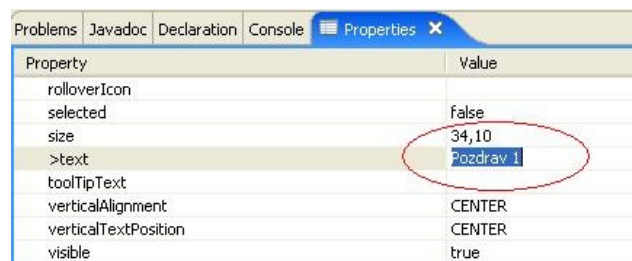 Problems Javadoc Declaration Console Properties
Property Value
rolloverIcon
selected false
size 34,10
>text Pozdrav 1
toolTipText
verticalAlignment CENTER
verticalTextPosition CENTER
visible true